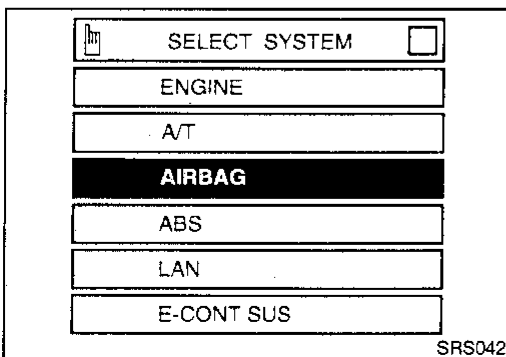 SELECT SYSTEM
ENGINE
A/T
AIRBAG
ABS
LAN
E-CONT SUS
SRS042